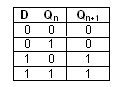 D Qn Qn+1
0 0 0
0 1 0
1 0 1
1 1 1